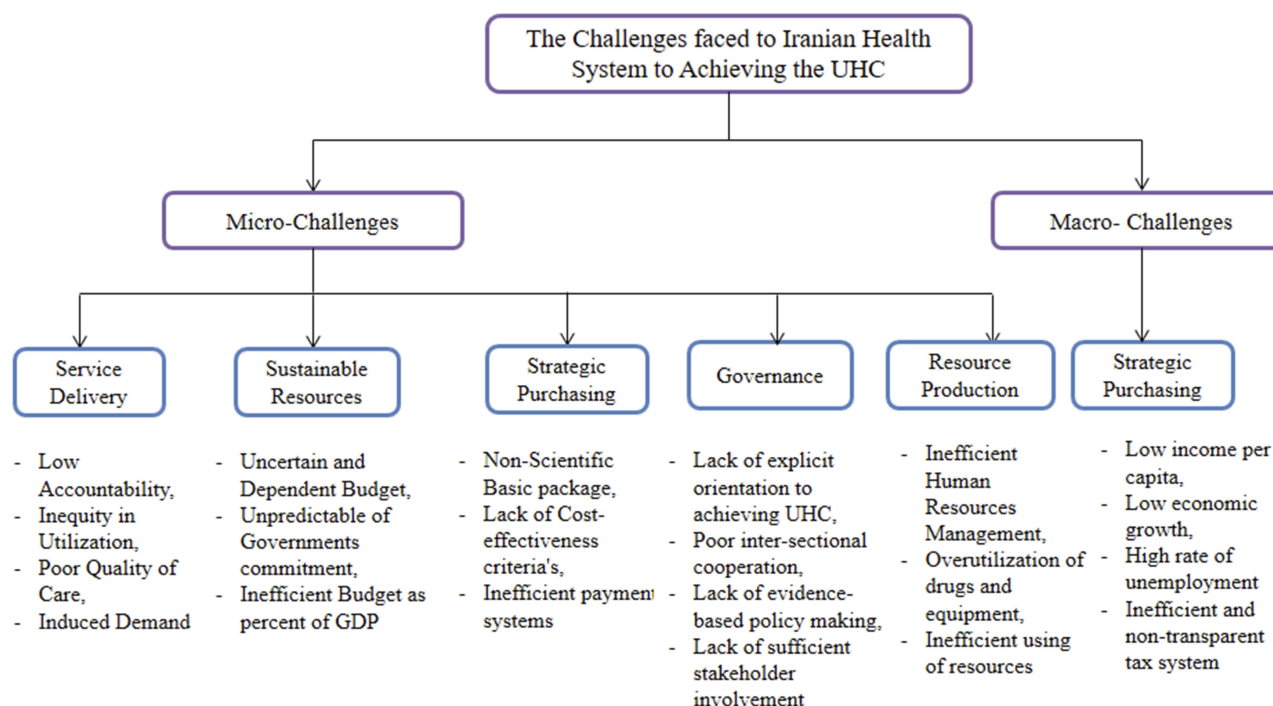 The Challenges faced to Iranian Health
System to Achieving the UHC
Micro-Challenges
Macro- Challenges
Service
Delivery
Sustainable
Resources
Strategic
Purchasing
Governance
Resource
Production
Strategic
Purchasing
- Low
Accountability,
- Inequity in
Utilization,
- Poor Quality of
Care,
- Induced Demand
- Uncertain and
Dependent Budget,
- Unpredictable of
Governments
commitment,
- Inefficient Budget as
percent of GDP
- Non-Scientific
Basic package,
- Lack of Cost-
effectiveness
criteria's,
- Inefficient payment
systems
- Lack of explicit
orientation to
achieving UHC,
- Poor inter-sectional
cooperation,
- Lack of evidence-
based policy making,
- Lack of sufficient
stakeholder
involvement
- Inefficient
Human
Resources
Management,
- Overutilization of
drugs and
equipment,
- Inefficient using
of resources
- Low income per
capita,
- Low economic
growth,
- High rate of
unemployment
- Inefficient and
non-transparent
tax system